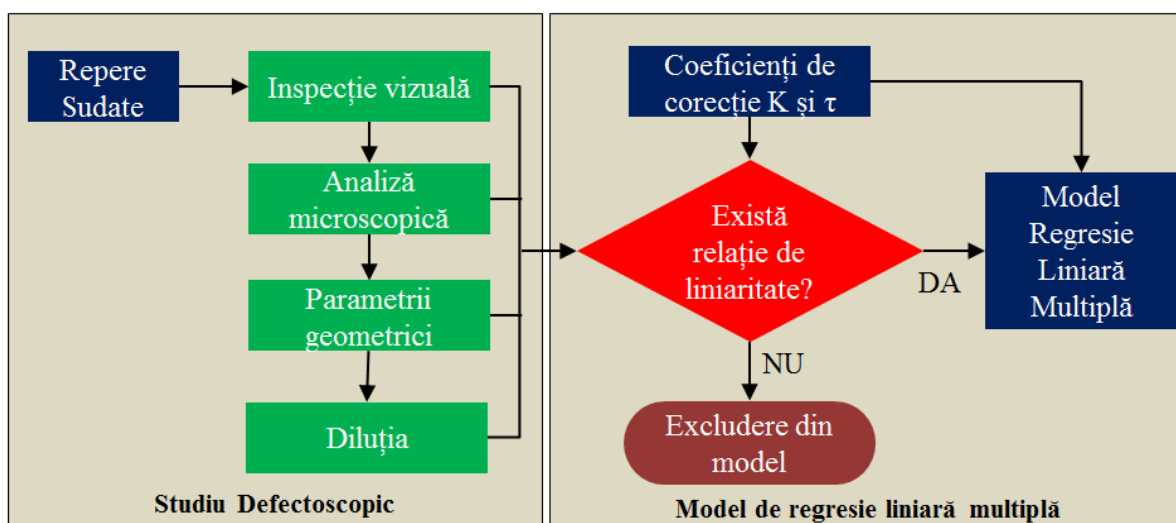 Repere
Sudate
Inspecție vizuală
Analiză
microscopică
Parametrii
geometrici
Diluția
Studiu Defectoscopic
Coeficienți de
corecție K și τ
Există
relație de
liniaritate?
DA
NU
Model
Regresie
Liniară
Multiplă
Excludere din
model
Model de regresie liniară multiplă